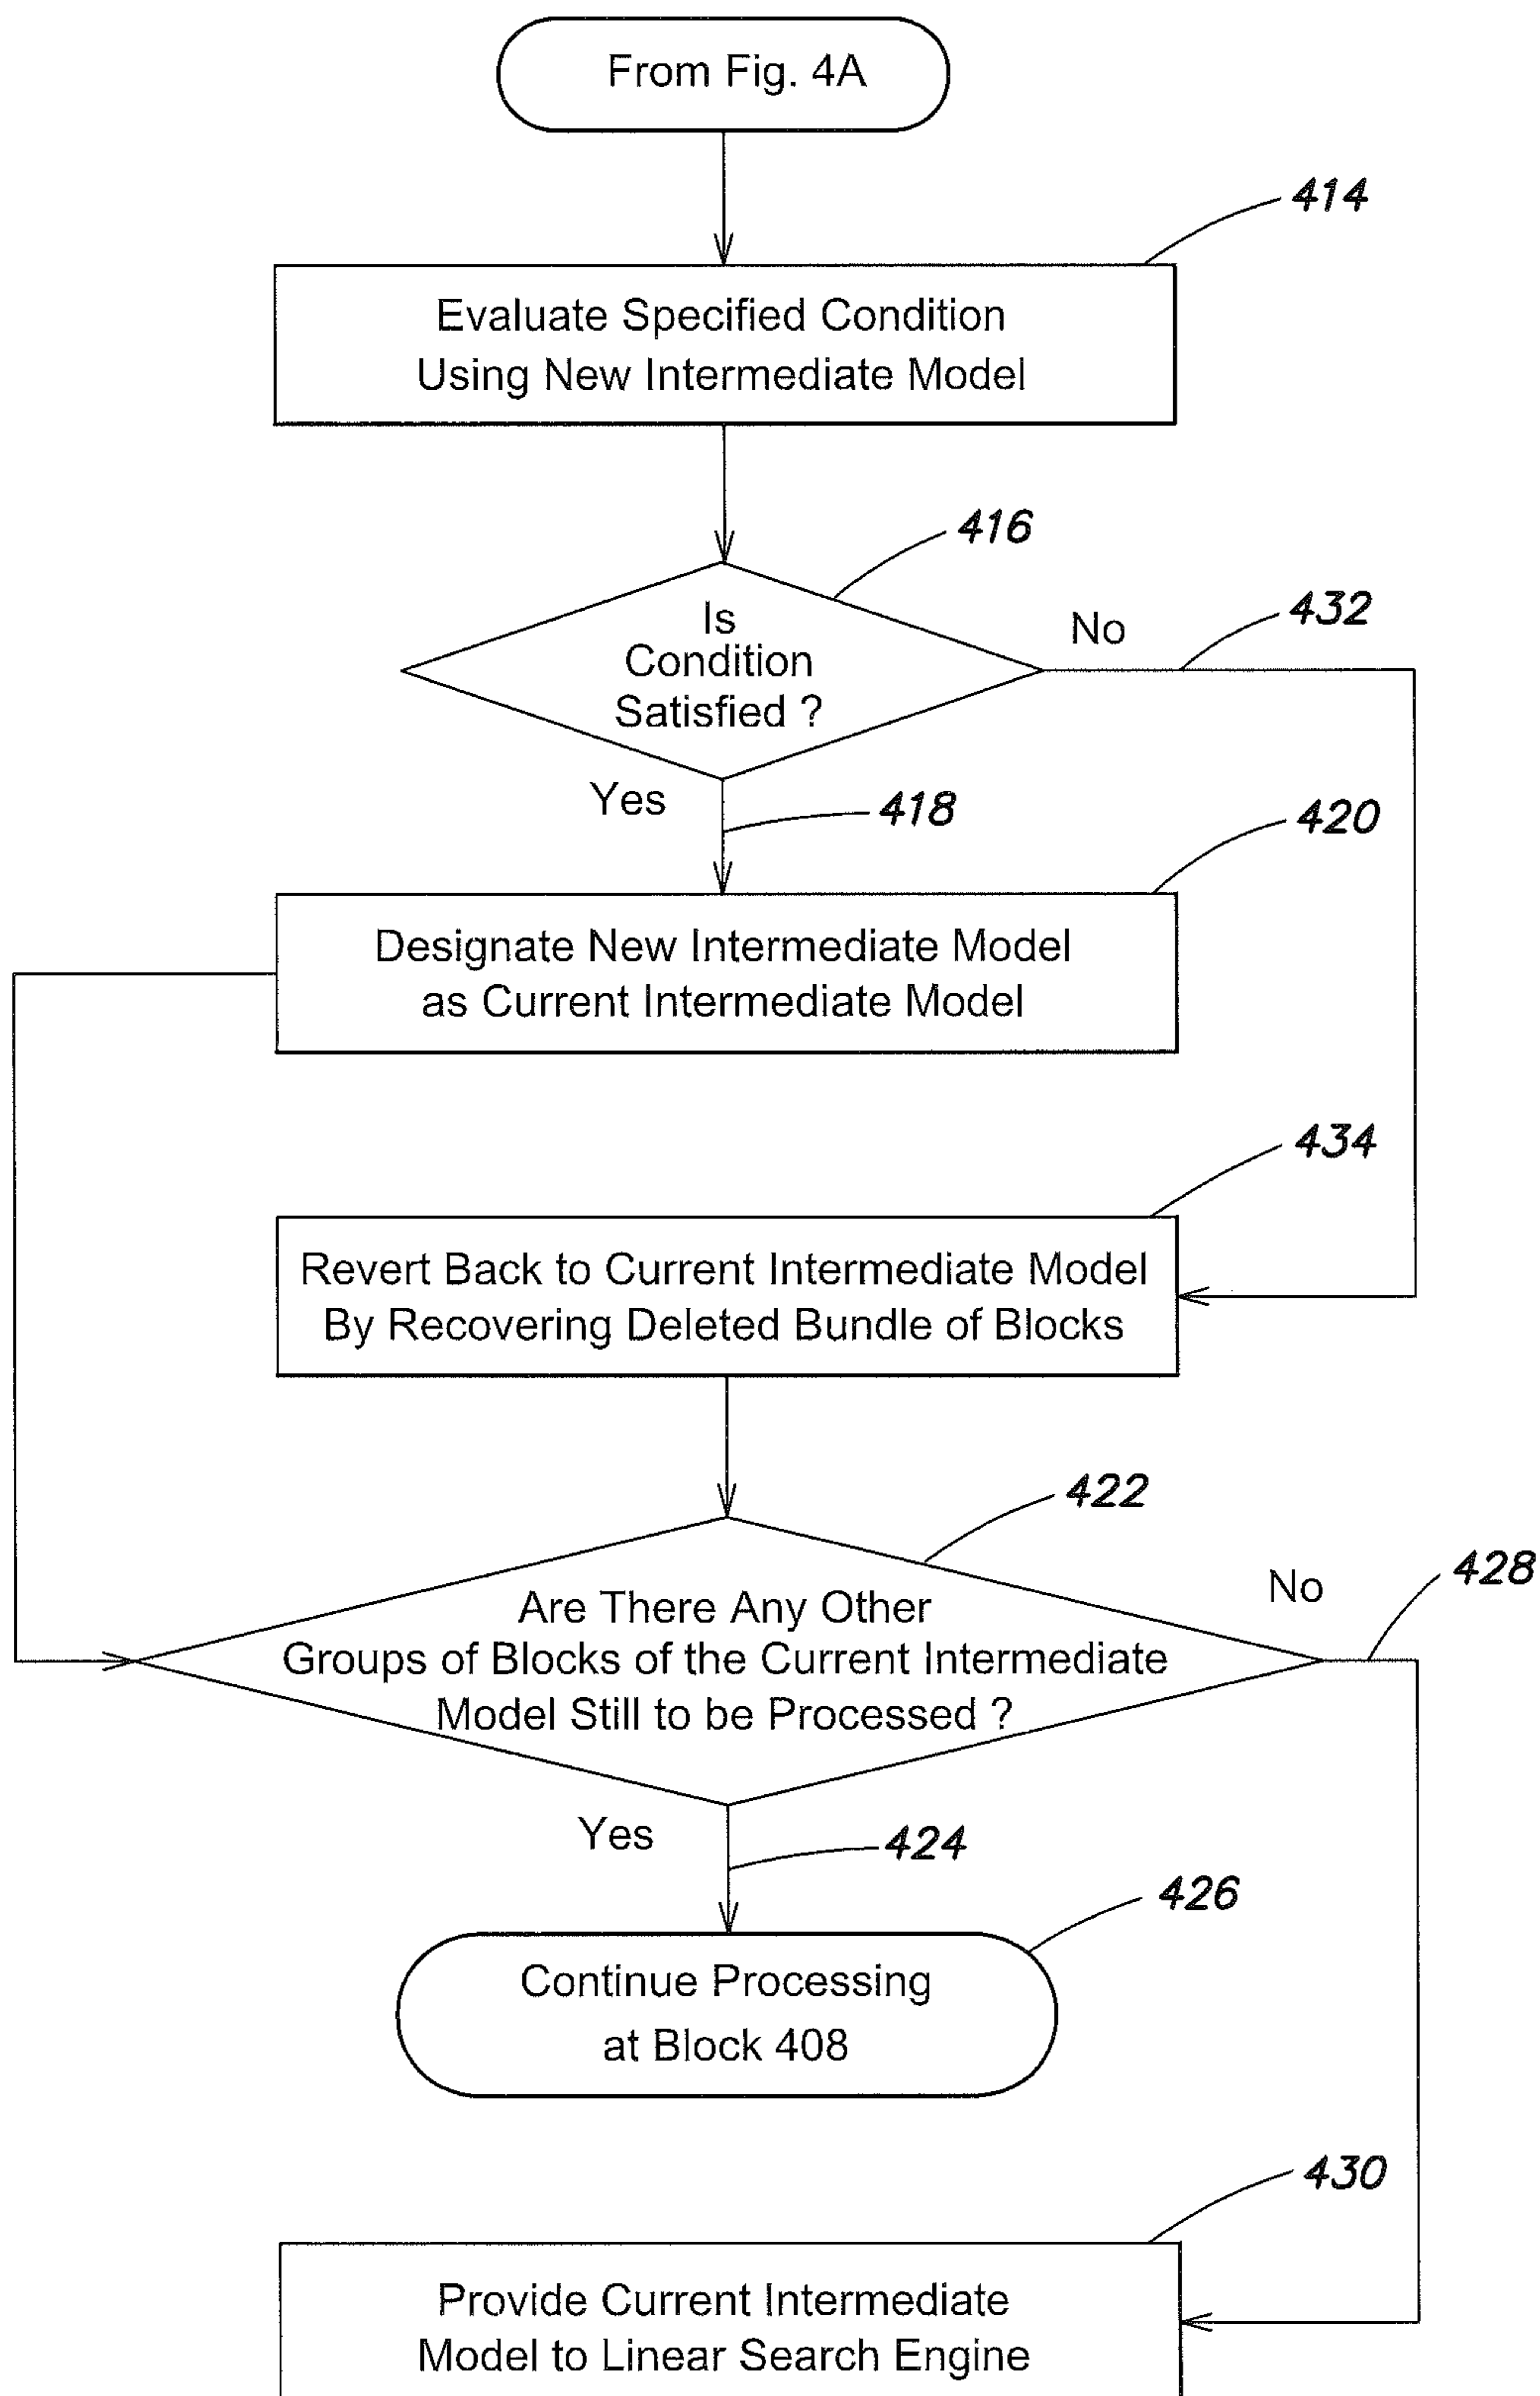 From Fig. 4A
414
Evaluate Specified Condition
Using New Intermediate Model
416
432
No
Is
Condition
Satisfied ?
Yes
418
420
Designate New Intermediate Model
as Current Intermediate Model
434
Revert Back to Current Intermediate Model
By Recovering Deleted Bundle of Blocks
422
428
No
Are There Any Other
Groups of Blocks of the Current Intermediate
Model Still to be Processed ?
Yes
424
426
Continue Processing
at Block 408
430
Provide Current Intermediate
Model to Linear Search Engine